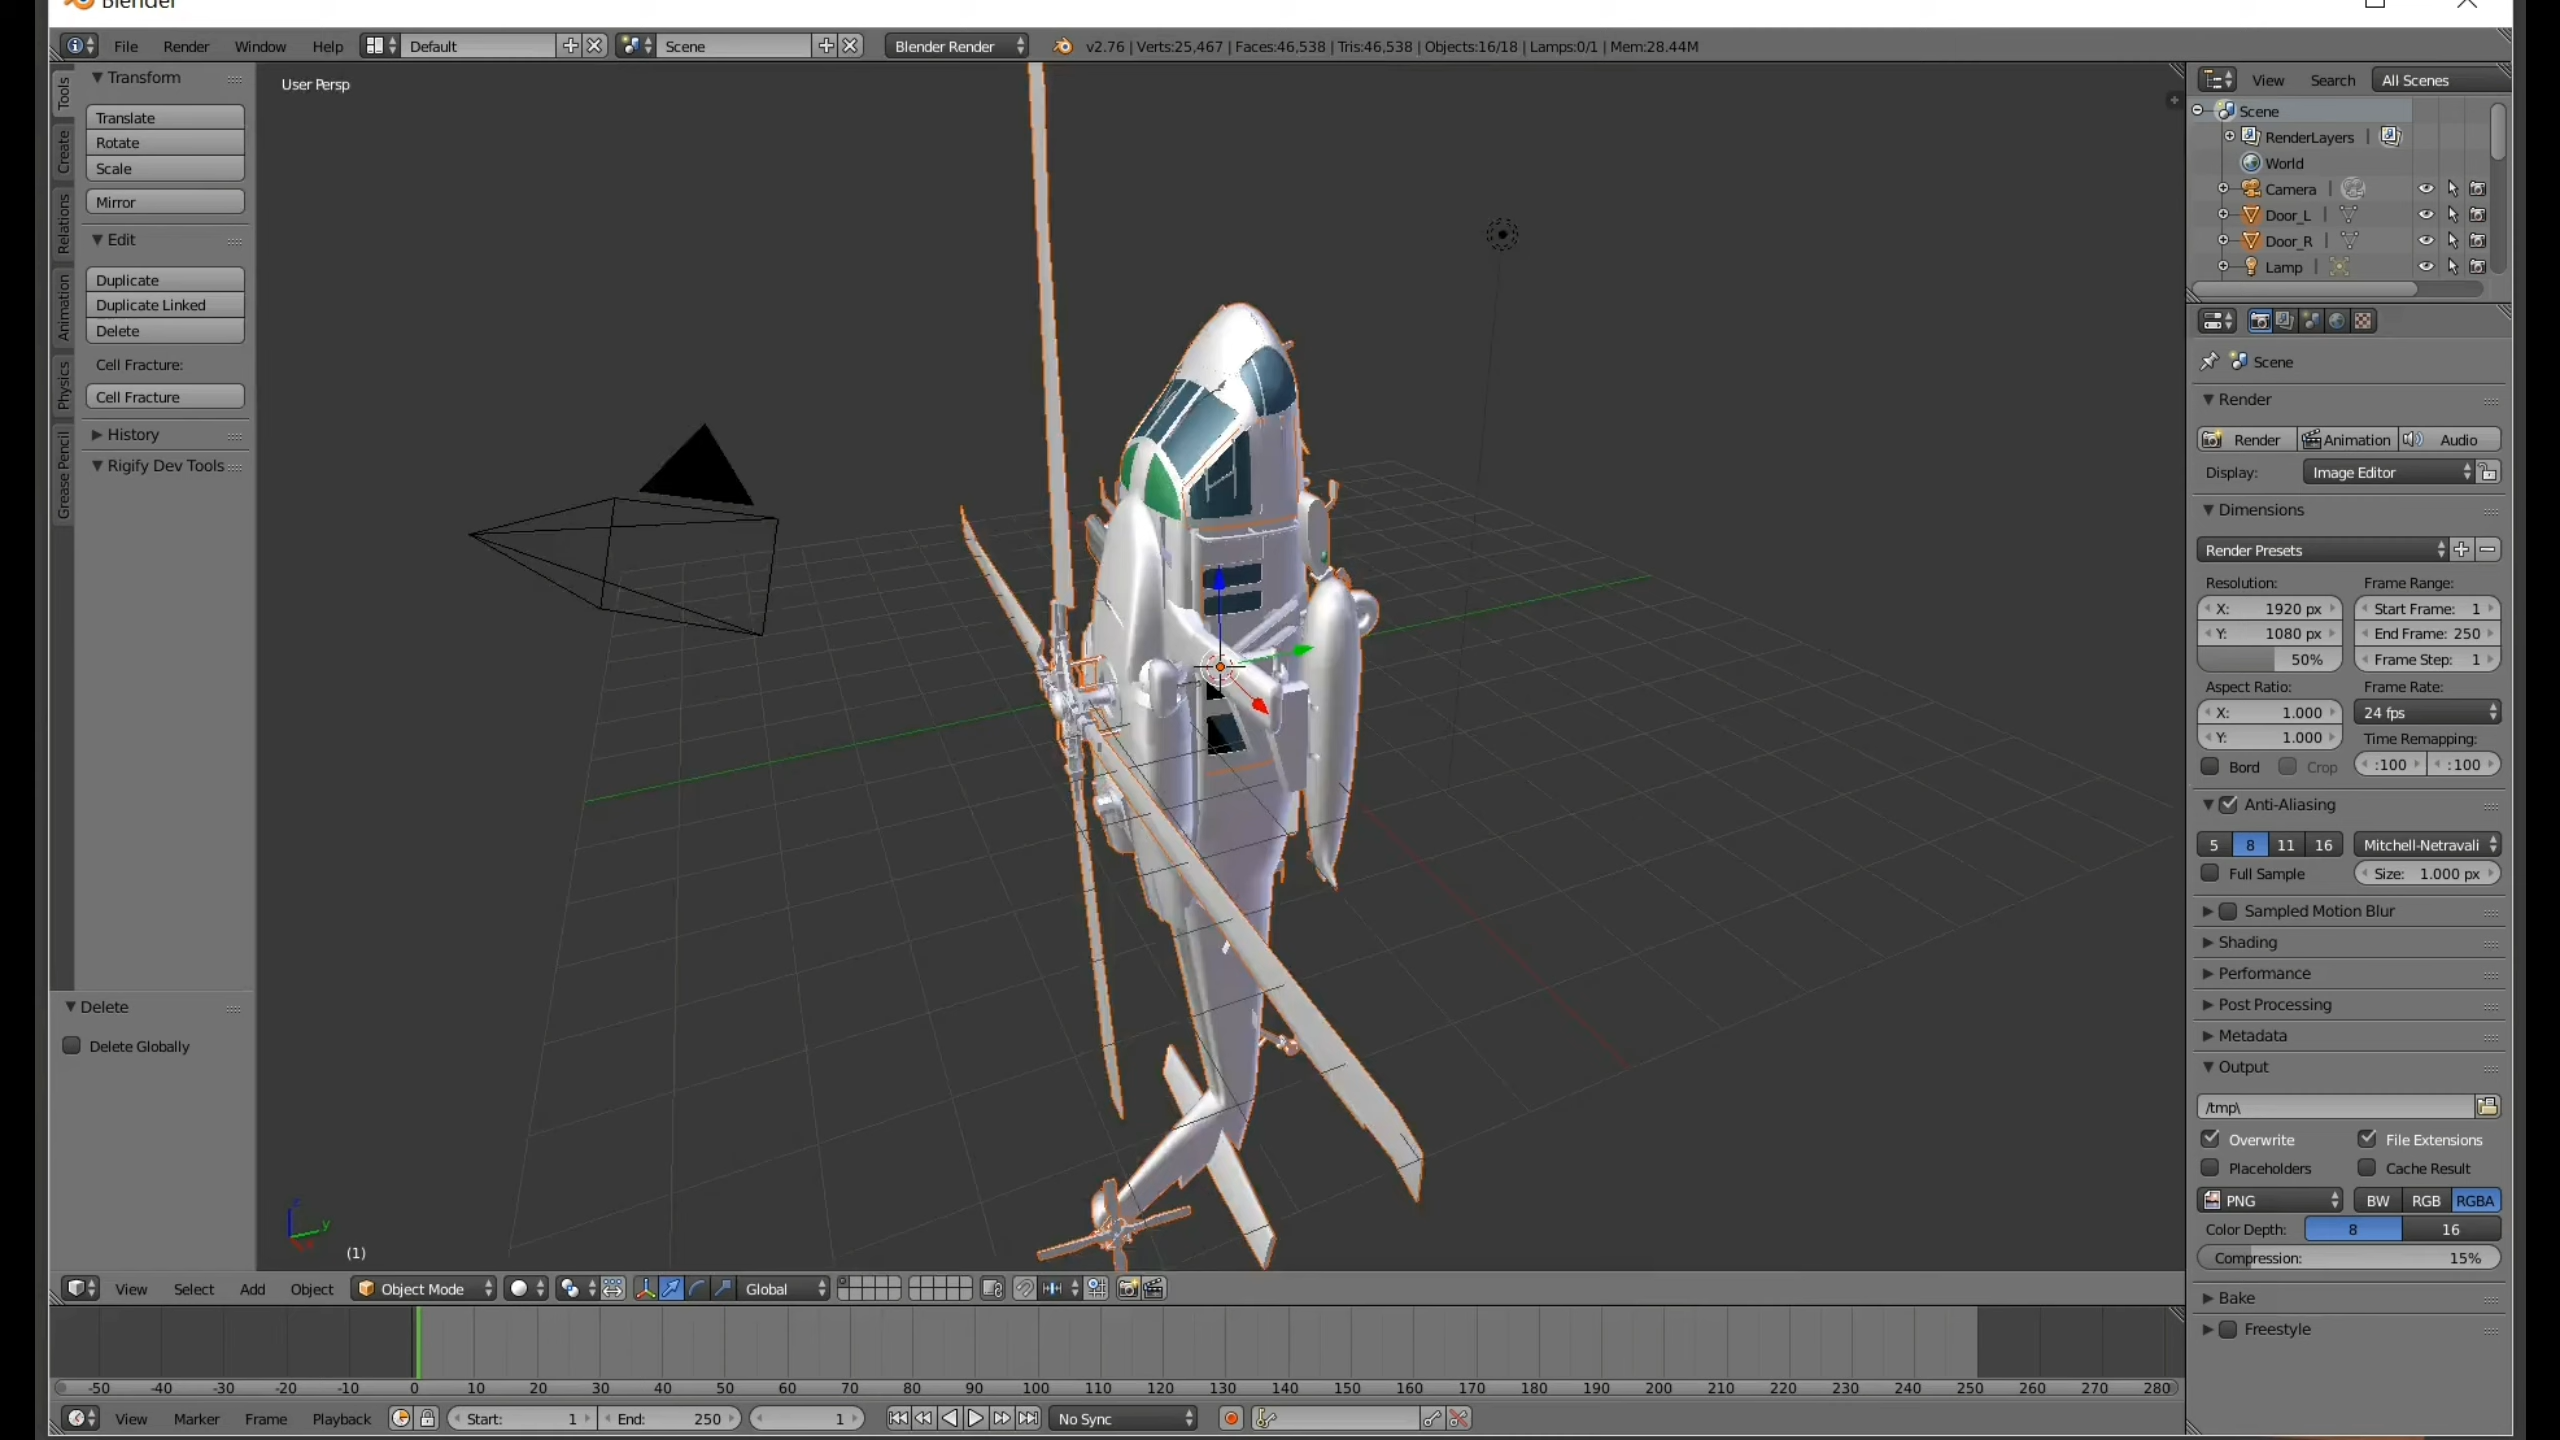 Blender
File Render Window Help Default Scene Blender Render v2.76 | Verts:25,467 | Faces:46,538 | Tris:46,538 | Objects:16/18 | Lamps:0/1 | Mem:28.44M
Tools
Create
Relations
Animation
Physics
Grease Pencil
Transform
Translate
Rotate
Scale
Mirror
Edit
Duplicate
Duplicate Linked
Delete
Cell Fracture:
Cell Fracture
History
Rigify Dev Tools
Delete
Delete Globally
User Persp
z
y
x
(1)
View Search All Scenes
Scene
RenderLayers |
World
Camera |
Door_L |
Door_R |
Lamp |
Scene
Render
Render Animation Audio
Display: Image Editor
Dimensions
Render Presets
Resolution: Frame Range:
X: 1920 px Start Frame: 1
Y: 1080 px End Frame: 250
50% Frame Step: 1
Aspect Ratio: Frame Rate:
X: 1.000 24 fps
Y: 1.000 Time Remapping:
Bord Crop :100 :100
Anti-Aliasing
5 8 11 16 Mitchell-Netravali
Full Sample Size: 1.000 px
Sampled Motion Blur
Shading
Performance
Post Processing
Metadata
Output
/tmp\
Overwrite File Extensions
Placeholders Cache Result
PNG BW RGB RGBA
Color Depth: 8 16
Compression: 15%
Bake
Freestyle
View Select Add Object Object Mode Global
-50 -40 -30 -20 -10 0 10 20 30 40 50 60 70 80 90 100 110 120 130 140 150 160 170 180 190 200 210 220 230 240 250 260 270 280
View Marker Frame Playback Start: 1 End: 250 1 No Sync